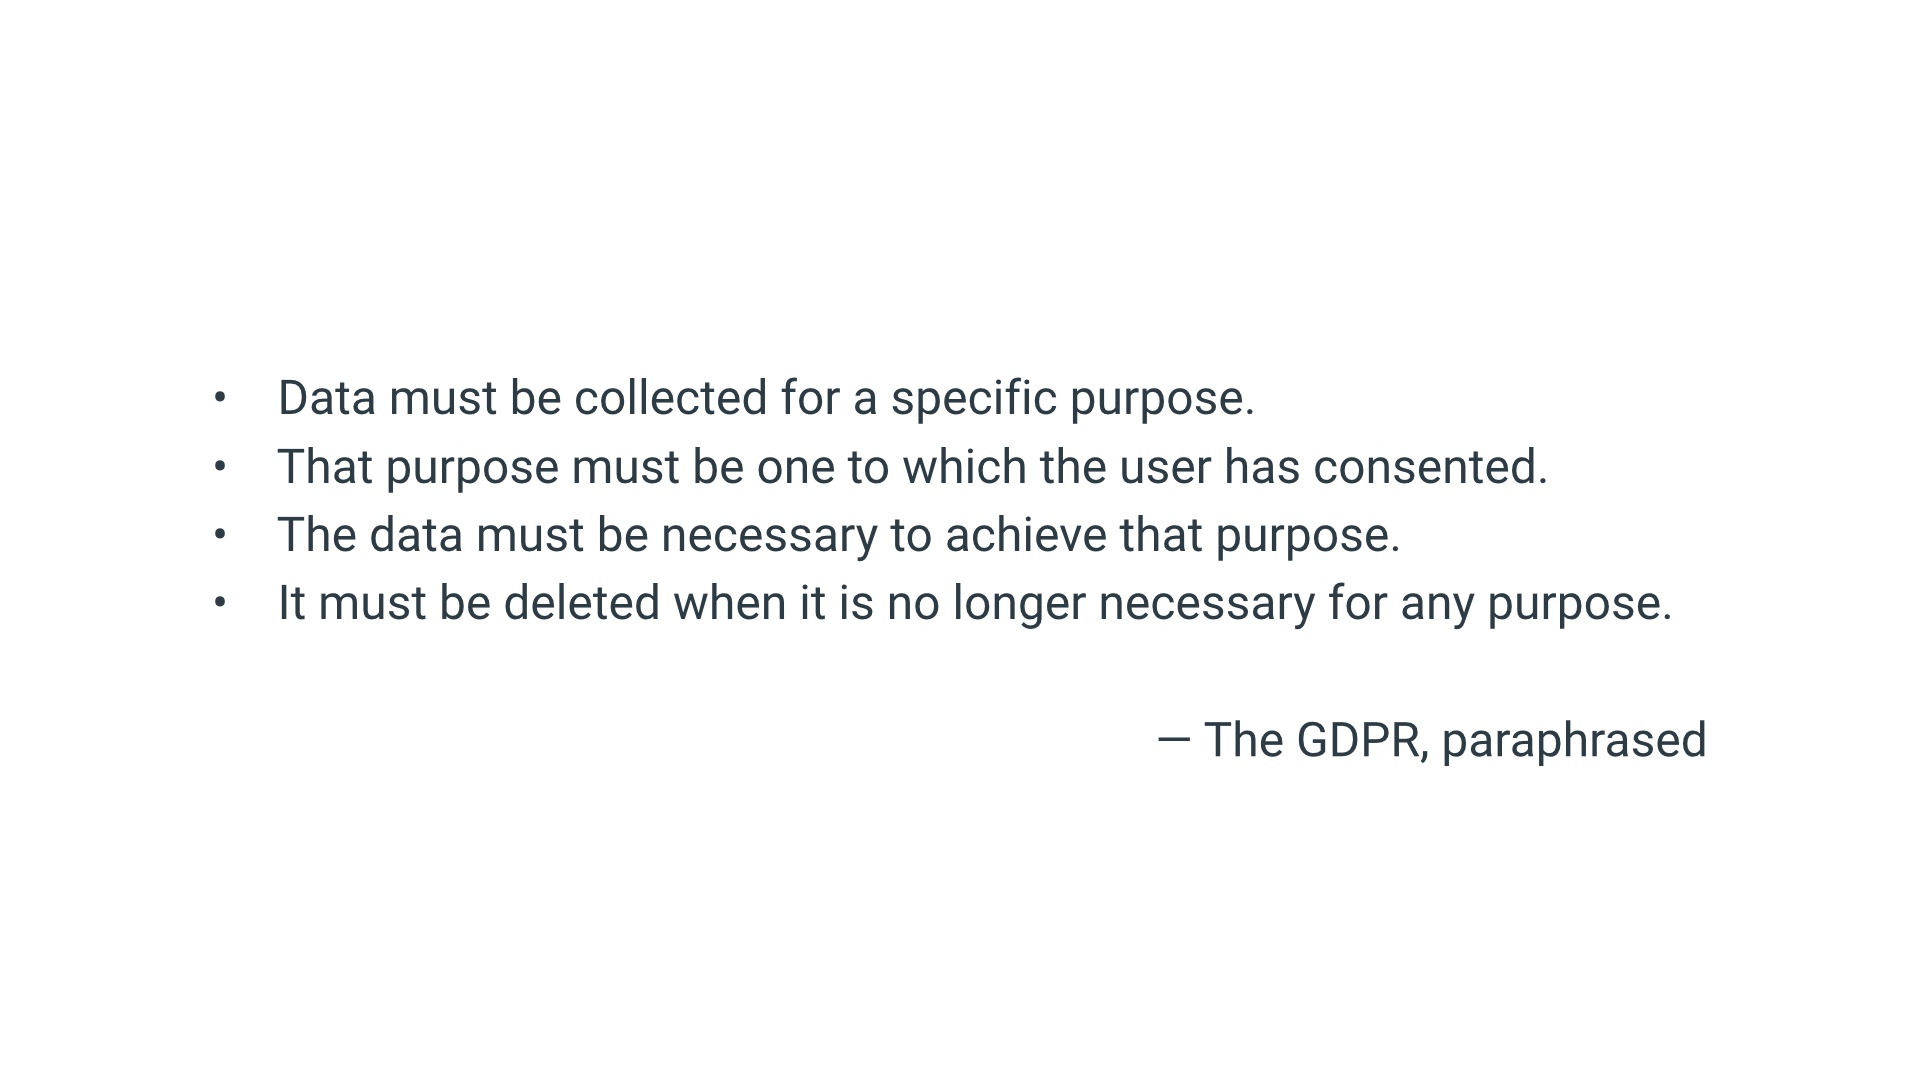 • Data must be collected for a specific purpose.
• That purpose must be one to which the user has consented.
• The data must be necessary to achieve that purpose.
• It must be deleted when it is no longer necessary for any purpose.
— The GDPR, paraphrased